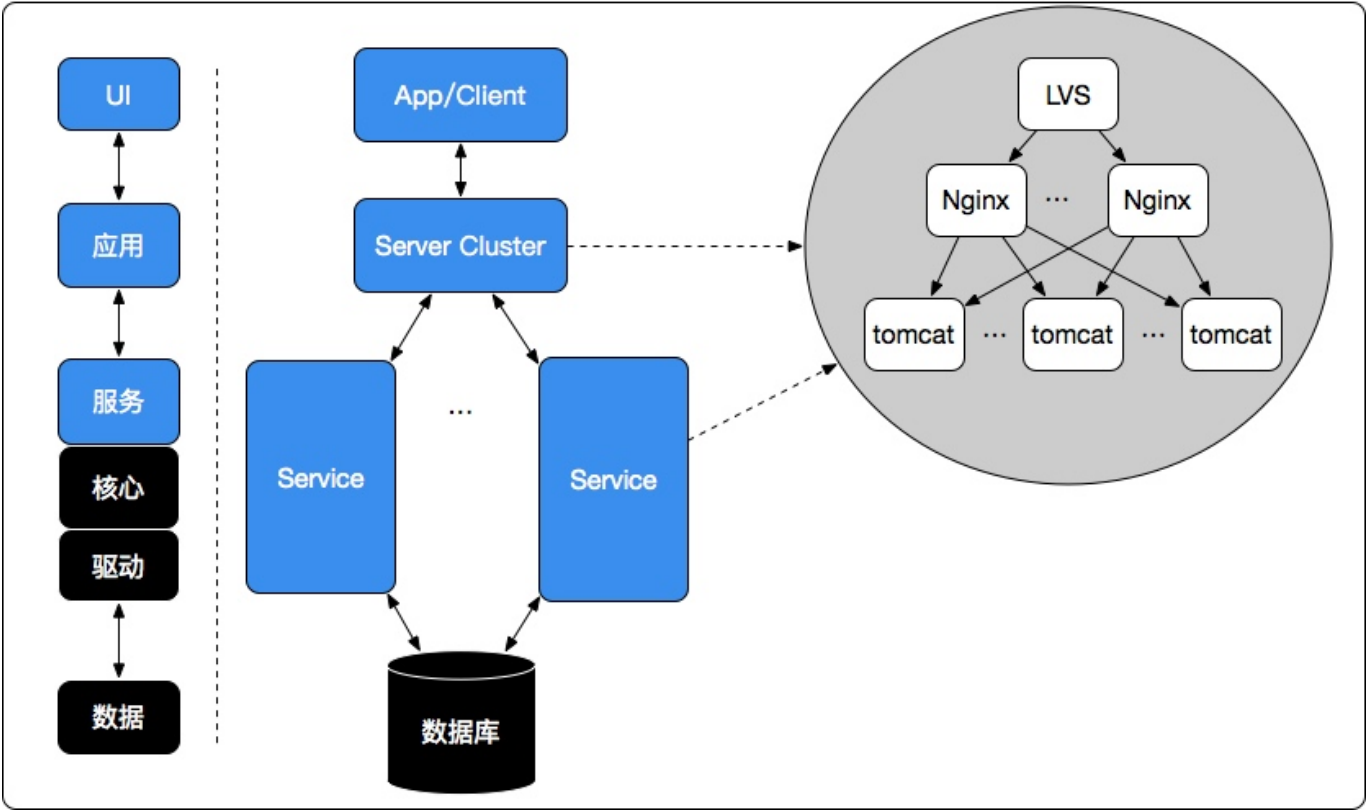 UI
应用
服务
核心
驱动
数据
App/Client
Server Cluster
Service
...
Service
数据库
LVS
Nginx
...
Nginx
tomcat
...
tomcat
...
tomcat